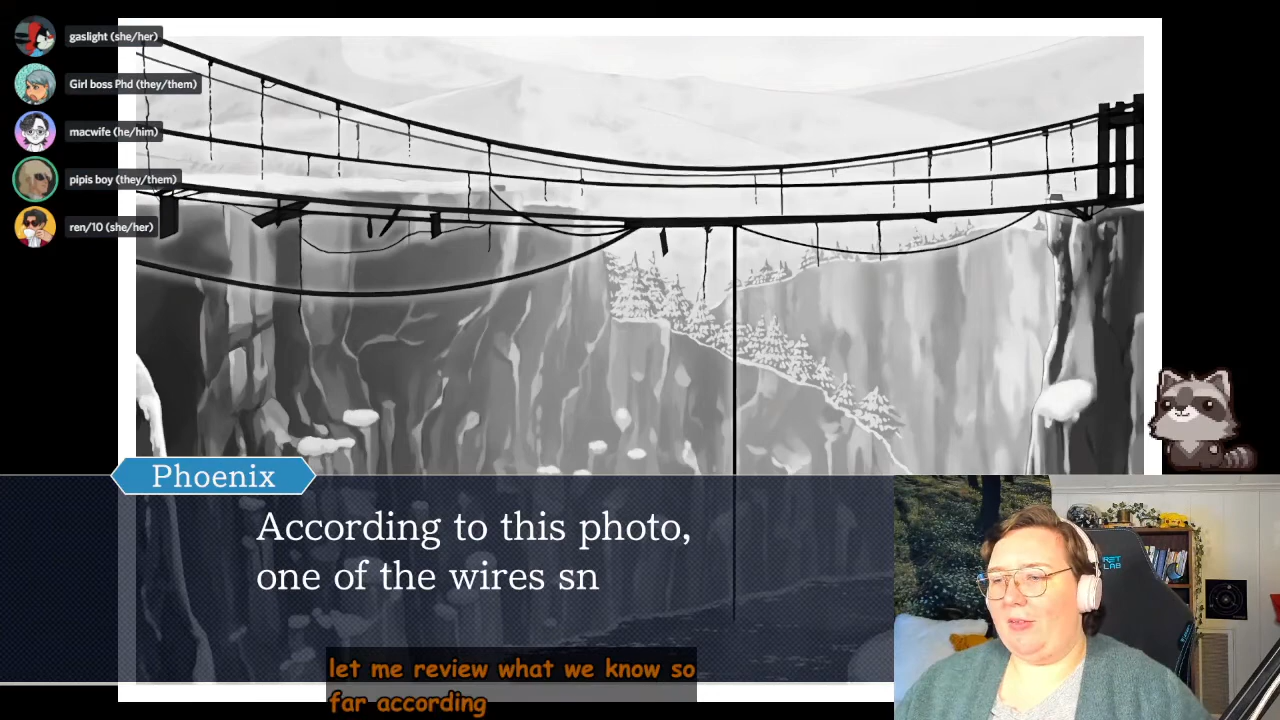 gaslight (she/her)
Girl boss Phd (they/them)
macwife (he/him)
pipis boy (they/them)
ren/10 (she/her)
Phoenix
According to this photo,
one of the wires sn
let me review what we know so
far according